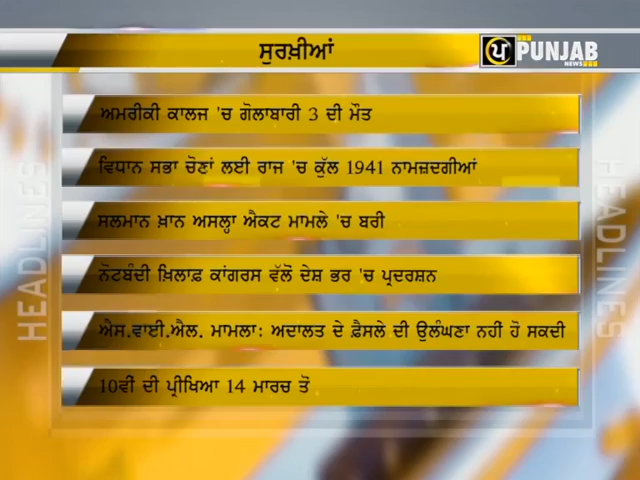 ਸੁਰਖ਼ੀਆਂ
ਪ PUNJAB
NEWS
ਅਮਰੀਕੀ ਕਾਲਜ 'ਚ ਗੋਲਾਬਾਰੀ 3 ਦੀ ਮੌਤ
ਵਿਧਾਨ ਸਭਾ ਚੋਣਾਂ ਲਈ ਰਾਜ 'ਚ ਕੁੱਲ 1941 ਨਾਮਜ਼ਦਗੀਆਂ
ਸਲਮਾਨ ਖ਼ਾਨ ਅਸਲ੍ਹਾ ਐਕਟ ਮਾਮਲੇ 'ਚ ਬਰੀ
ਨੋਟਬੰਦੀ ਖ਼ਿਲਾਫ਼ ਕਾਂਗਰਸ ਵੱਲੋਂ ਦੇਸ਼ ਭਰ 'ਚ ਪ੍ਰਦਰਸ਼ਨ
ਐਸ.ਵਾਈ.ਐਲ. ਮਾਮਲਾ: ਅਦਾਲਤ ਦੇ ਫ਼ੈਸਲੇ ਦੀ ਉਲੰਘਣਾ ਨਹੀਂ ਹੋ ਸਕਦੀ
10ਵੀਂ ਦੀ ਪ੍ਰੀਖਿਆ 14 ਮਾਰਚ ਤੋਂ
HEADLINES
HEADLINES